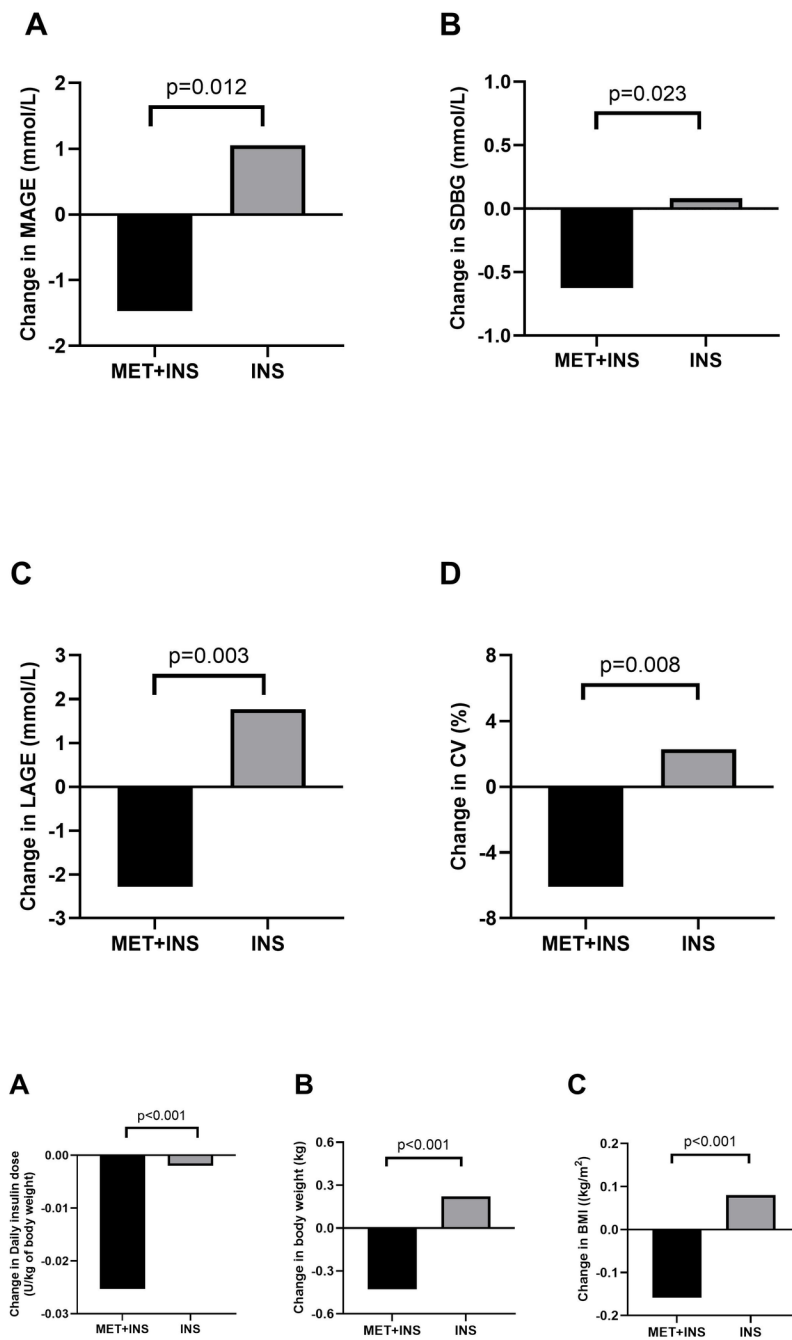 A
Change in MAGE (mmol/L)
2
1
0
-1
-2
p=0.012
MET+INS INS
B
Change in SDBG (mmol/L)
1.0
0.5
0.0
-0.5
-1.0
p=0.023
MET+INS INS
C
Change in LAGE (mmol/L)
3
2
1
0
-1
-2
-3
p=0.003
MET+INS INS
D
Change in CV (%)
8
4
0
-4
-8
p=0.008
MET+INS INS
A
Change in Daily insulin dose
(U/kg of body weight)
0.00
-0.01
-0.02
-0.03
p<0.001
MET+INS INS
B
Change in body weight (kg)
0.6
0.3
0.0
-0.3
-0.6
p<0.001
MET+INS INS
C
Change in BMI ((kg/m²)
0.2
0.1
0.0
-0.1
-0.2
p<0.001
MET+INS INS